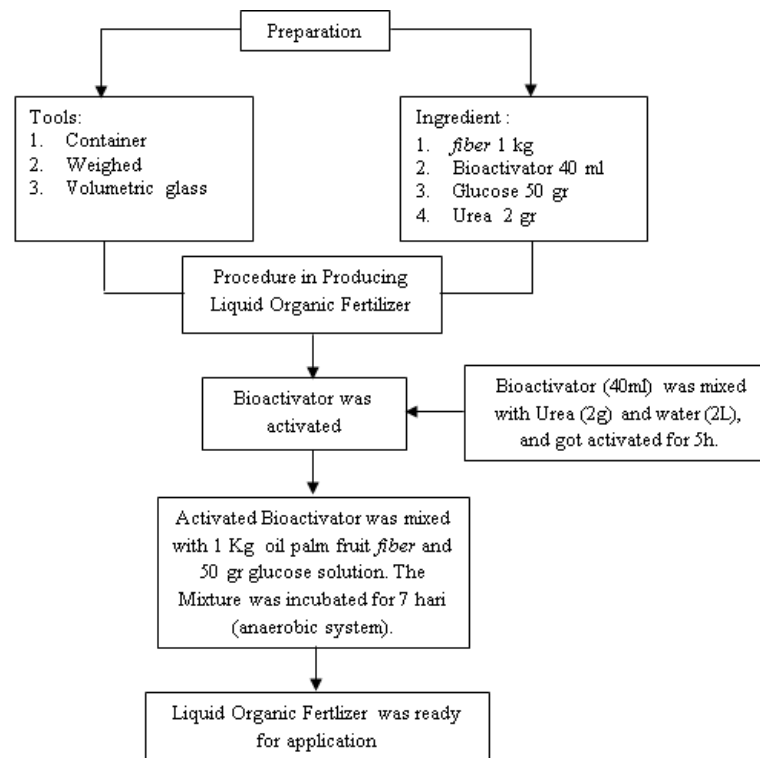 Preparation
Tools:
1. Container
2. Weighed
3. Volumetric glass
Ingredient :
1. fiber 1 kg
2. Bioactivator 40 ml
3. Glucose 50 gr
4. Urea 2 gr
Procedure in Producing
Liquid Organic Fertilizer
Bioactivator was
activated
Bioactivator (40ml) was mixed
with Urea (2g) and water (2L),
and got activated for 5h.
Activated Bioactivator was mixed
with 1 Kg oil palm fruit fiber and
50 gr glucose solution. The
Mixture was incubated for 7 hari
(anaerobic system).
Liquid Organic Fertlizer was ready
for application